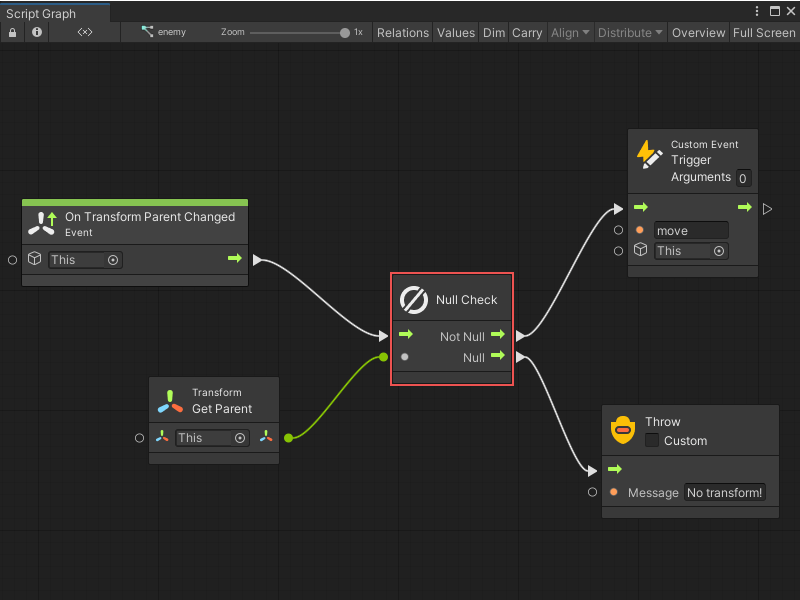 Script Graph
enemy
Zoom
1x
Relations
Values
Dim
Carry
Align
Distribute
Overview
Full Screen
Custom Event
Trigger
Arguments 0
move
This
On Transform Parent Changed
Event
This
Null Check
Not Null
Null
Transform
Get Parent
This
Throw
Custom
Message No transform!